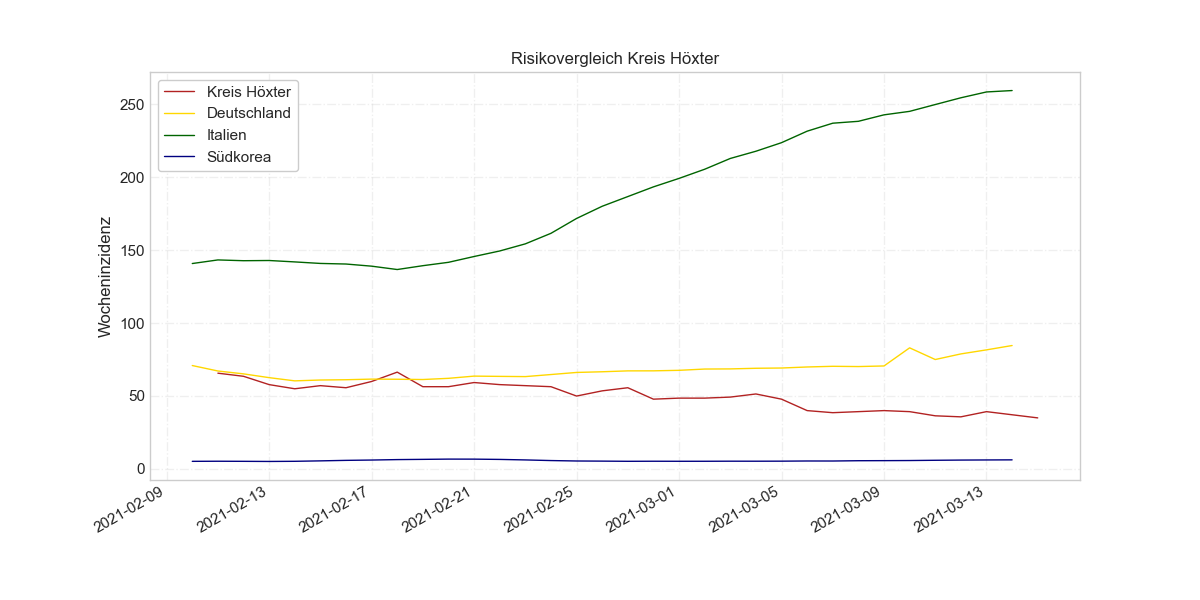 Risikovergleich Kreis Höxter
Kreis Höxter
Deutschland
Italien
Südkorea
Wocheninzidenz
250
200
150
100
50
0
2021-02-09
2021-02-13
2021-02-17
2021-02-21
2021-02-25
2021-03-01
2021-03-05
2021-03-09
2021-03-13